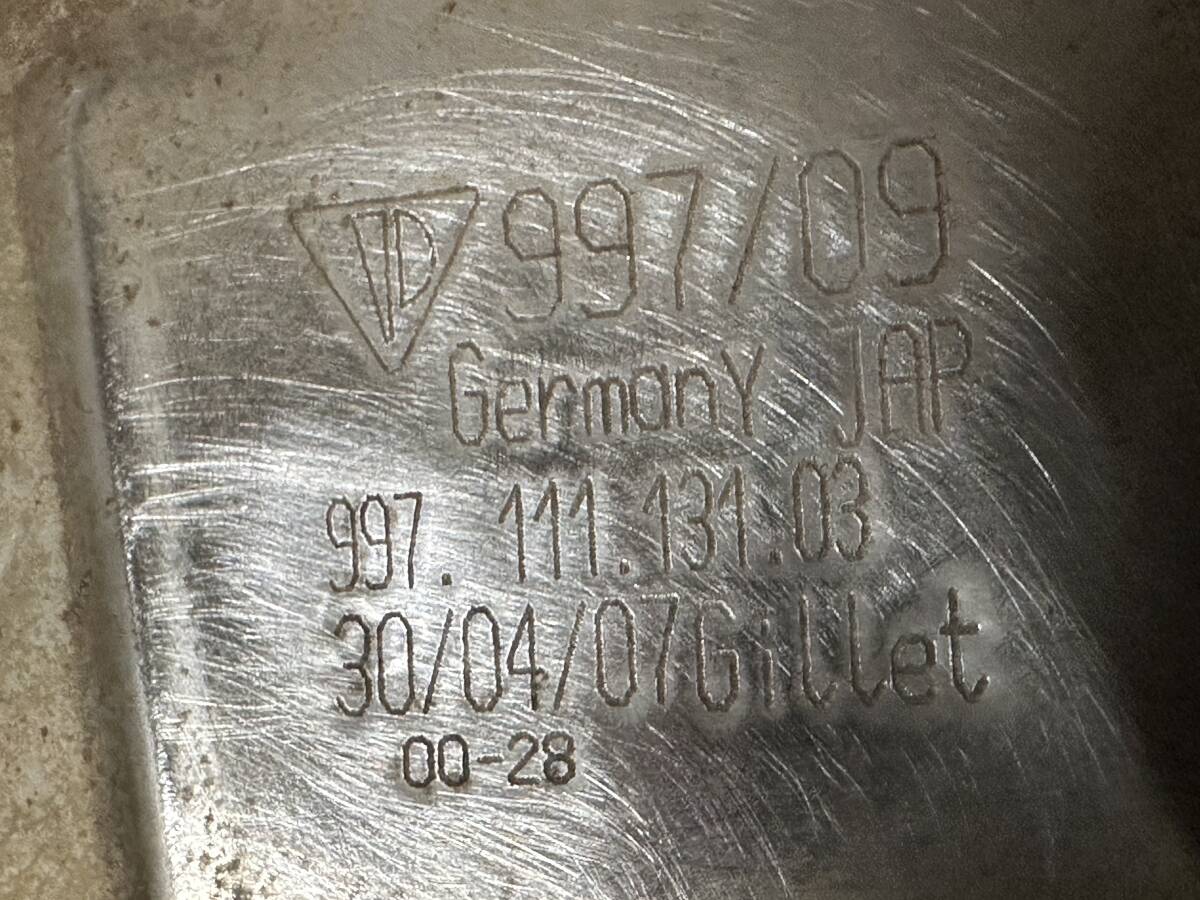 997/09
GermanY JAP
997. 111.131.03
30/04/07Gillet
00-28